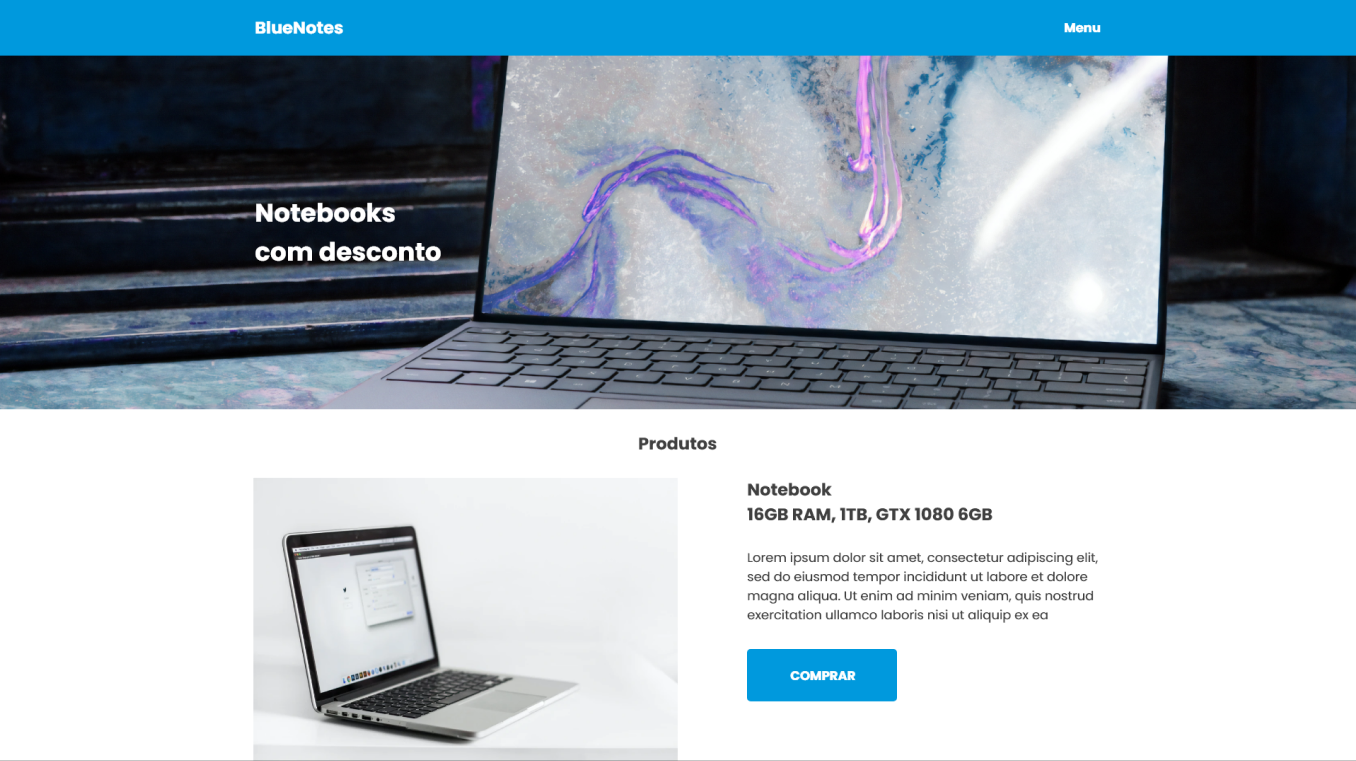 BlueNotes
Menu
Notebooks
com desconto
Produtos
Notebook
16GB RAM, 1TB, GTX 1080 6GB
Lorem ipsum dolor sit amet, consectetur adipiscing elit,
sed do eiusmod tempor incididunt ut labore et dolore
magna aliqua. Ut enim ad minim veniam, quis nostrud
exercitation ullamco laboris nisi ut aliquip ex ea
COMPRAR